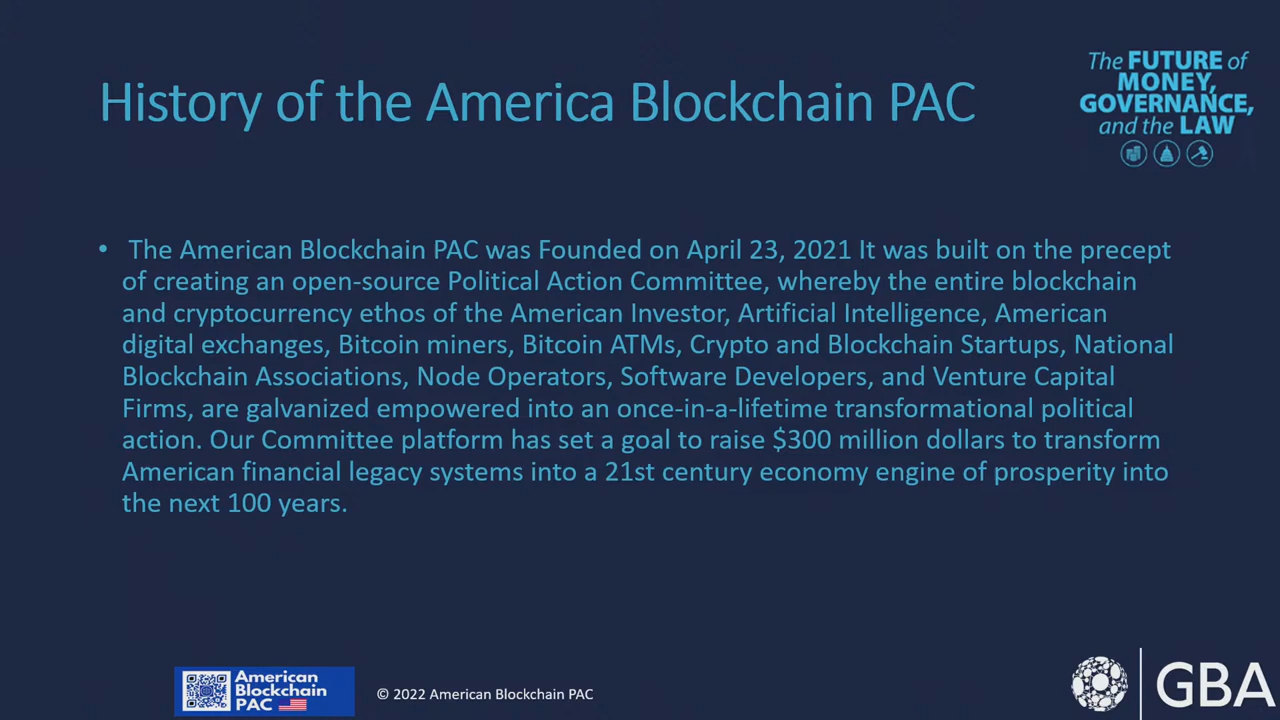 History of the America Blockchain PAC
The FUTURE of
MONEY,
GOVERNANCE,
and the LAW
• The American Blockchain PAC was Founded on April 23, 2021 It was built on the precept
of creating an open-source Political Action Committee, whereby the entire blockchain
and cryptocurrency ethos of the American Investor, Artificial Intelligence, American
digital exchanges, Bitcoin miners, Bitcoin ATMs, Crypto and Blockchain Startups, National
Blockchain Associations, Node Operators, Software Developers, and Venture Capital
Firms, are galvanized empowered into an once-in-a-lifetime transformational political
action. Our Committee platform has set a goal to raise $300 million dollars to transform
American financial legacy systems into a 21st century economy engine of prosperity into
the next 100 years.
American
Blockchain
PAC
© 2022 American Blockchain PAC
GBA